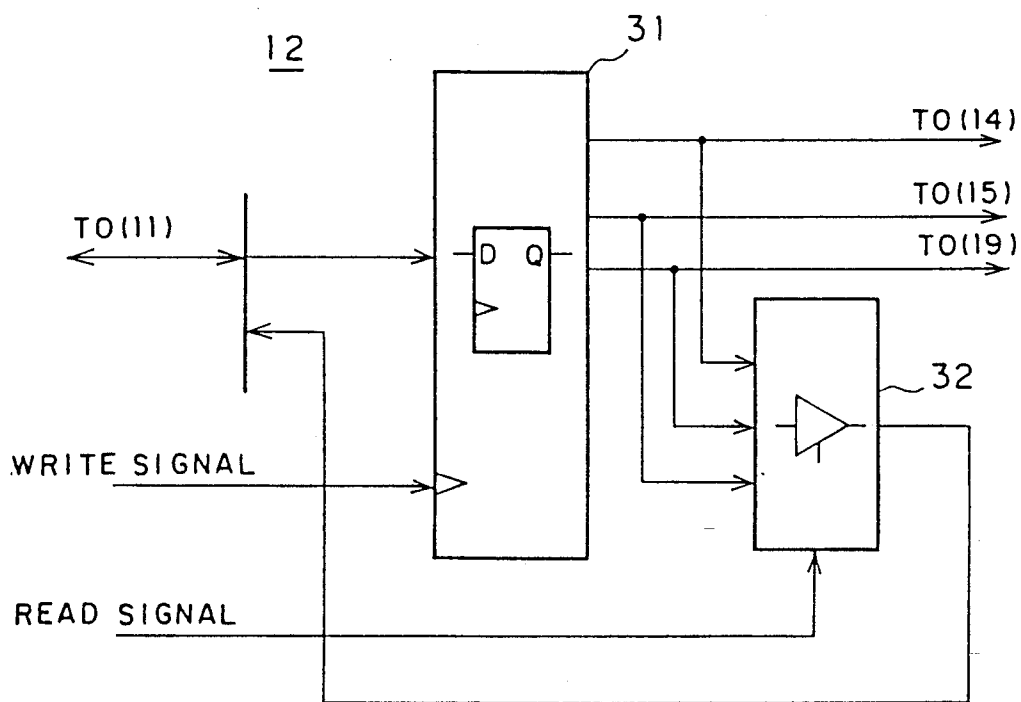 31
12
TO(14)
TO(15)
TO(11)
TO(19)
D Q
32
WRITE SIGNAL
READ SIGNAL